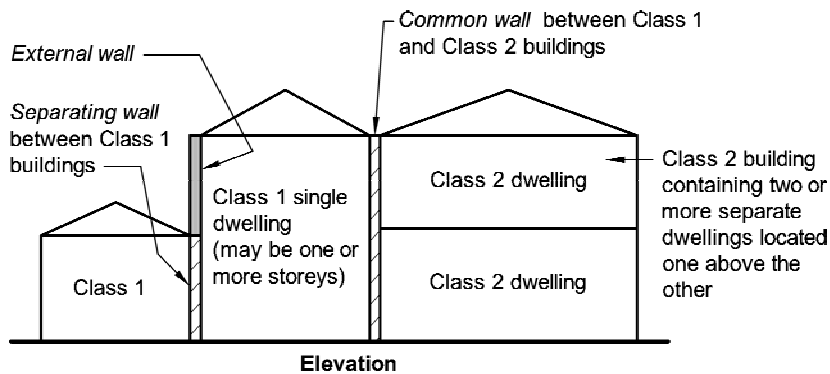 Common wall between Class 1
and Class 2 buildings
External wall
Separating wall
between Class 1
buildings
Class 1 single
dwelling
(may be one or
more storeys)
Class 1
Class 2 dwelling
Class 2 dwelling
Class 2 building
containing two or
more separate
dwellings located
one above the
other
Elevation